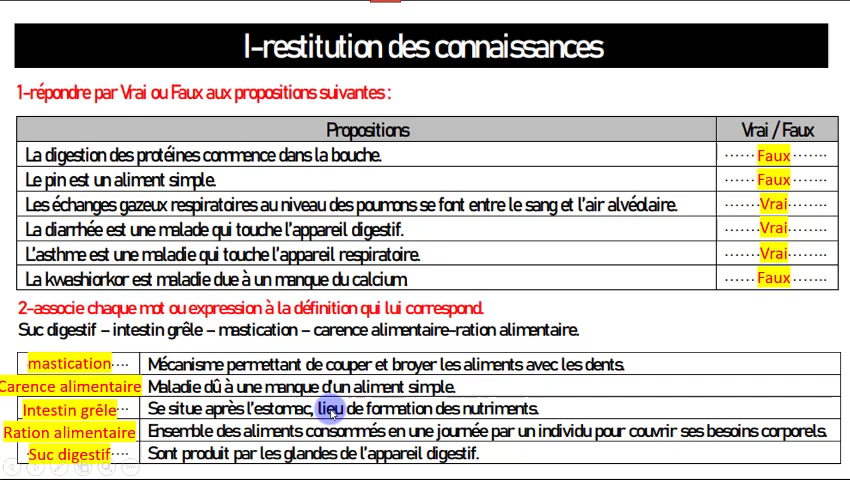 I-restitution des connaissances
1-répondre par Vrai ou Faux aux propositions suivantes :
Propositions Vrai / Faux
La digestion des protéines commence dans la bouche. ...... Faux .......
Le pin est un aliment simple. ...... Faux .......
Les échanges gazeux respiratoires au niveau des poumons se font entre le sang et l'air alvéolaire. ....... Vrai .......
La diarrhée est une malade qui touche l'appareil digestif. ....... Vrai .......
L'asthme est une maladie qui touche l'appareil respiratoire. ....... Vrai .......
La kwashiorkor est maladie due à un manque du calcium ...... Faux .......
2-associe chaque mot ou expression à la définition qui lui correspond.
Suc digestif – intestin grêle – mastication – carence alimentaire-ration alimentaire.
mastication .... Mécanisme permettant de couper et broyer les aliments avec les dents.
Carence alimentaire Maladie dû à une manque d'un aliment simple.
Intestin grêle ... Se situe après l'estomac, lieu de formation des nutriments.
Ration alimentaire Ensemble des aliments consommés en une journée par un individu pour couvrir ses besoins corporels.
Suc digestif .... Sont produit par les glandes de l'appareil digestif.